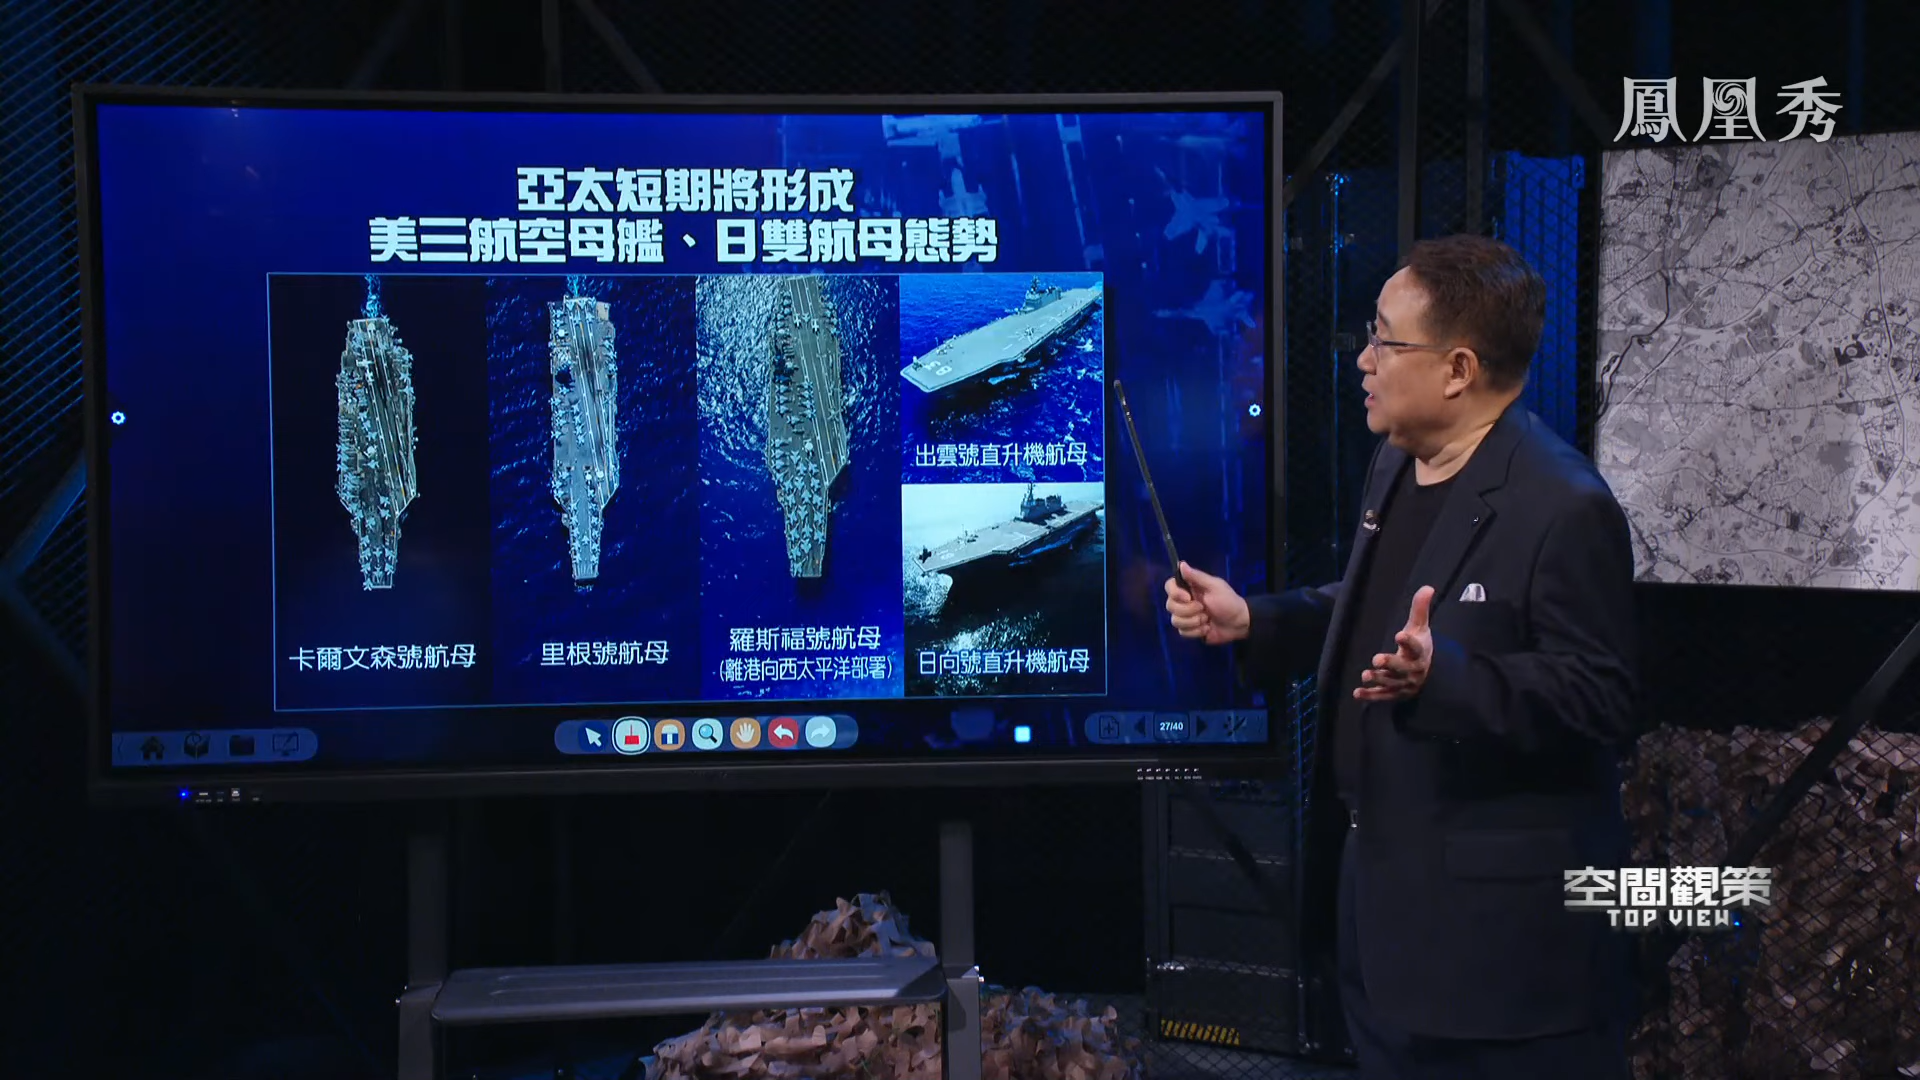 鳳凰秀
亞太短期將形成
美三航空母艦、日雙航母態勢
出雲號直升機航母
卡爾文森號航母
里根號航母
羅斯福號航母
(離港向西太平洋部署)
日向號直升機航母
27/40
空間觀策
TOP VIEW